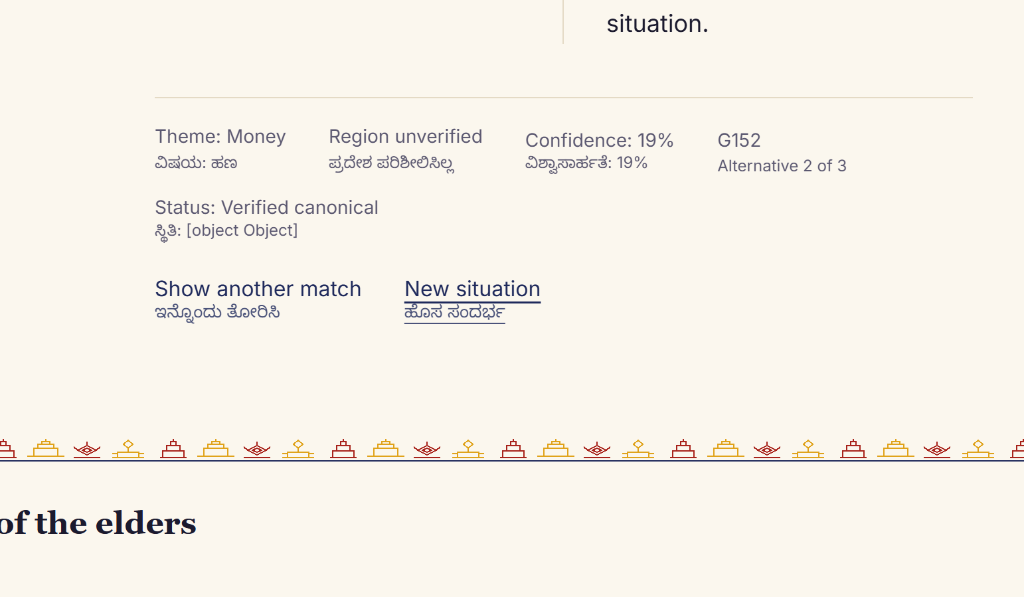 situation.
Theme: Money
ವಿಷಯ: ಹಣ
Region unverified
ಪ್ರದೇಶ ಪರಿಶೀಲಿಸಿಲ್ಲ
Confidence: 19%
ವಿಶ್ವಾಸಾರ್ಹತೆ: 19%
G152
Alternative 2 of 3
Status: Verified canonical
ಸ್ಥಿತಿ: [object Object]
Show another match
ಇನ್ನೊಂದು ತೋರಿಸಿ
New situation
ಹೊಸ ಸಂದರ್ಭ
of the elders